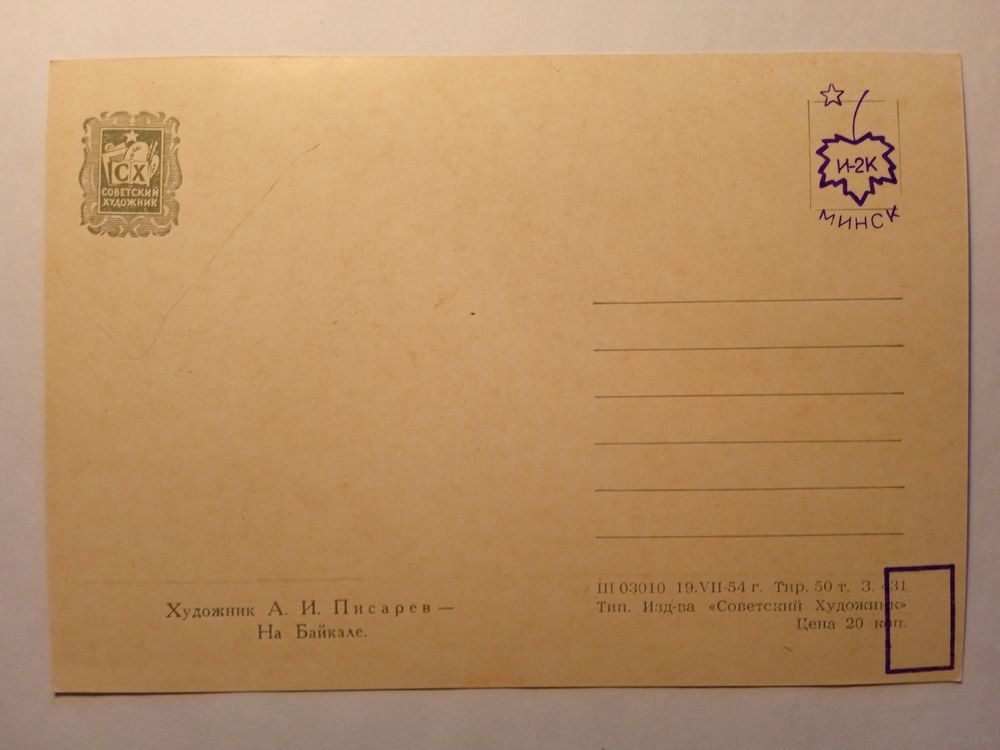 СХ
СОВЕТСКИЙ
ХУДОЖНИК
И-2К
МИНСК
Художник А. И. Писарев —
На Байкале.
Ш 03010 19.VII-54 г. Тир. 50 т. З. 431
Тип. Изд-ва «Советский Художник»
Цена 20 коп.